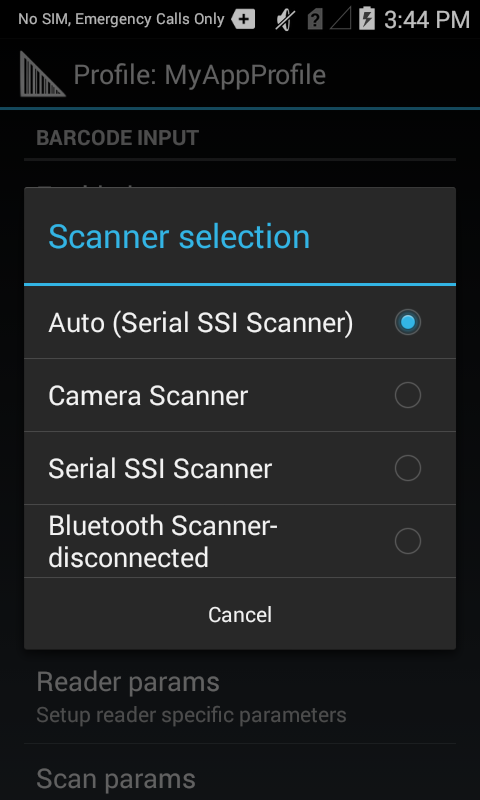 No SIM, Emergency Calls Only
3:44 PM
Profile: MyAppProfile
BARCODE INPUT
Scanner selection
Auto (Serial SSI Scanner)
Camera Scanner
Serial SSI Scanner
Bluetooth Scanner-
disconnected
Cancel
Reader params
Setup reader specific parameters
Scan params